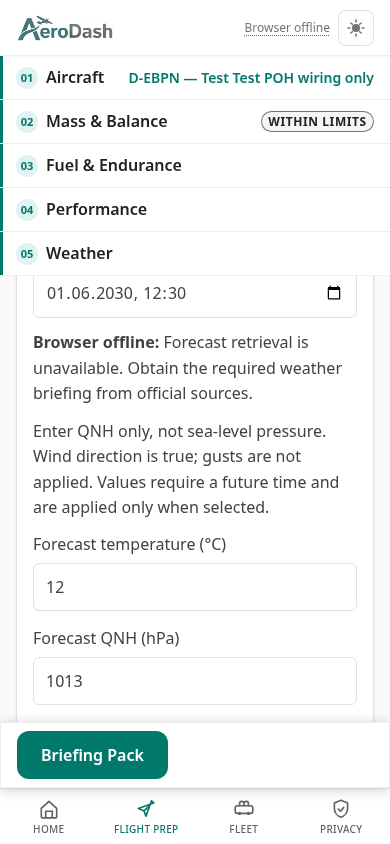 AeroDash
Browser offline
01 Aircraft D-EBPN — Test Test POH wiring only
02 Mass & Balance WITHIN LIMITS
03 Fuel & Endurance
04 Performance
05 Weather
01.06.2030, 12:30
Browser offline: Forecast retrieval is
unavailable. Obtain the required weather
briefing from official sources.
Enter QNH only, not sea-level pressure.
Wind direction is true; gusts are not
applied. Values require a future time and
are applied only when selected.
Forecast temperature (°C)
12
Forecast QNH (hPa)
1013
Briefing Pack
HOME
FLIGHT PREP
FLEET
PRIVACY